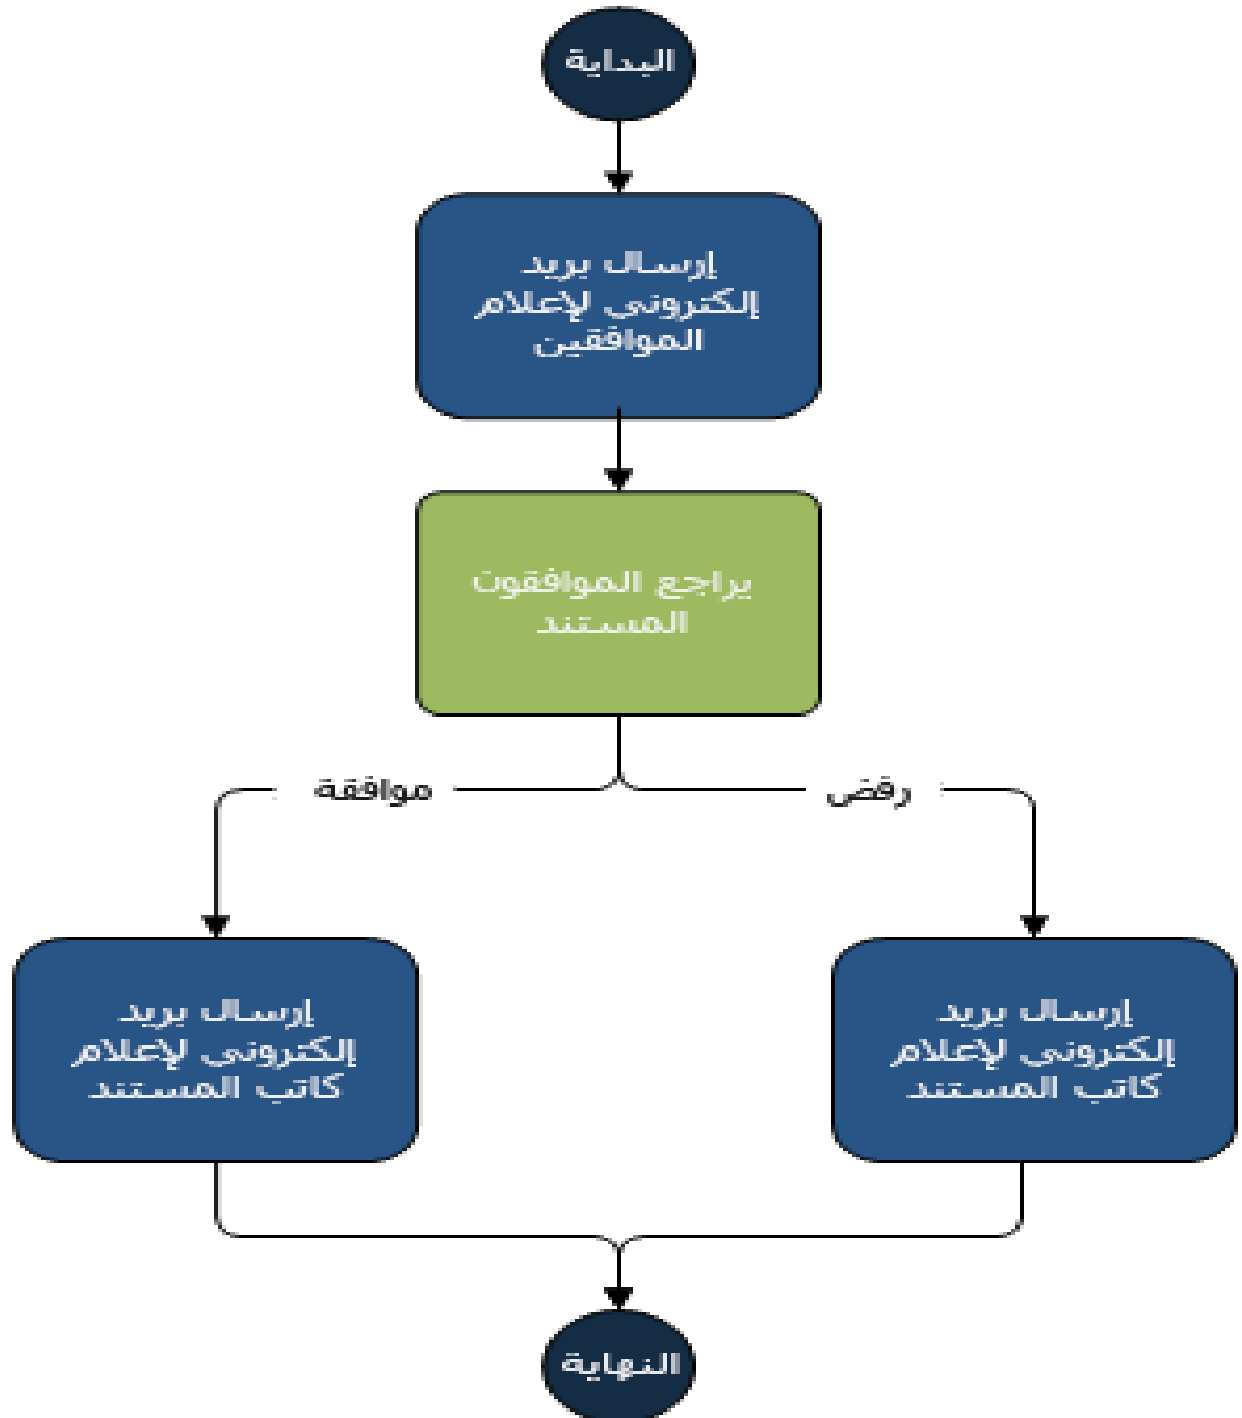 البداية
إرسال بريد
إلكتروني لإعلام
الموافقين
يراجع الموافقون
المستند
موافقة
رفض
إرسال بريد
إلكتروني لإعلام
كاتب المستند
إرسال بريد
إلكتروني لإعلام
كاتب المستند
النهاية